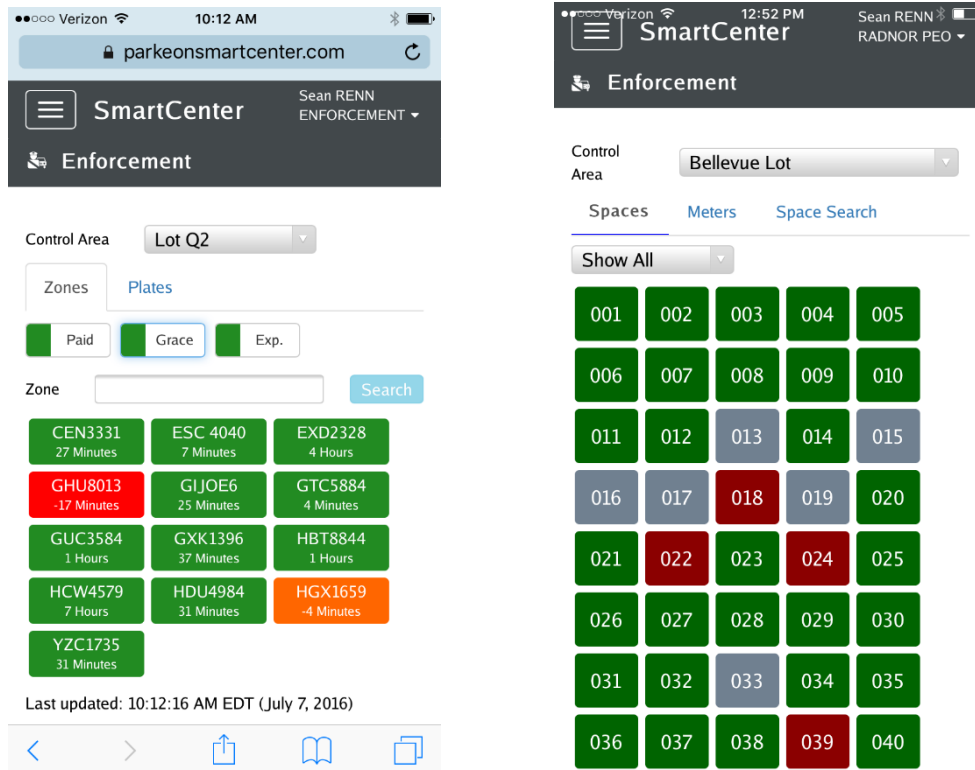 Verizon 10:12 AM
parkeonsmartcenter.com
SmartCenter
Sean RENN
ENFORCEMENT
Enforcement
Control Area Lot Q2
Zones Plates
Paid Grace Exp.
Zone Search
CEN3331 ESC 4040 EXD2328
27 Minutes 7 Minutes 4 Hours
GHU8013 GIJOE6 GTC5884
-17 Minutes 25 Minutes 4 Minutes
GUC3584 GXK1396 HBT8844
1 Hours 37 Minutes 1 Hours
HCW4579 HDU4984 HGX1659
7 Hours 31 Minutes -4 Minutes
YZC1735
31 Minutes
Last updated: 10:12:16 AM EDT (July 7, 2016)
Verizon 12:52 PM
SmartCenter
Sean RENN
RADNOR PEO
Enforcement
Control
Area
Bellevue Lot
Spaces Meters Space Search
Show All
001 002 003 004 005
006 007 008 009 010
011 012 013 014 015
016 017 018 019 020
021 022 023 024 025
026 027 028 029 030
031 032 033 034 035
036 037 038 039 040